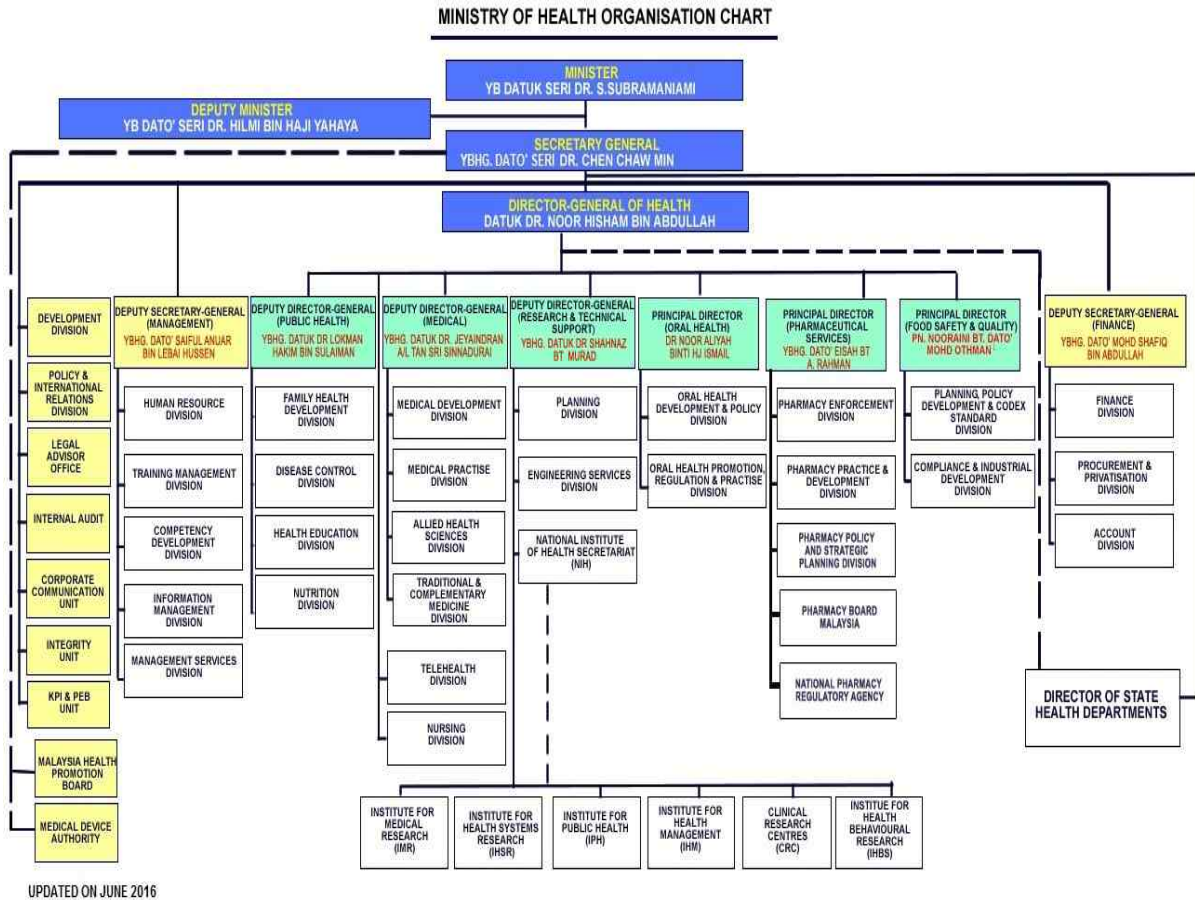 MINISTRY OF HEALTH ORGANISATION CHART
MINISTER
YB DATUK SERI DR. S.SUBRAMANIAMI
DEPUTY MINISTER
YB DATO' SERI DR. HILMI BIN HAJI YAHAYA
SECRETARY GENERAL
YBHG. DATO' SERI DR. CHEN CHAW MIN
DIRECTOR-GENERAL OF HEALTH
DATUK DR. NOOR HISHAM BIN ABDULLAH
DEVELOPMENT
DIVISION
POLICY &
INTERNATIONAL
RELATIONS
DIVISION
LEGAL
ADVISOR
OFFICE
INTERNAL AUDIT
CORPORATE
COMMUNICATION
UNIT
INTEGRITY
UNIT
KPI & PEB
UNIT
MALAYSIA HEALTH
PROMOTION
BOARD
MEDICAL DEVICE
AUTHORITY
DEPUTY SECRETARY-GENERAL
(MANAGEMENT)
YBHG. DATO' SAIFUL ANUAR
BIN LEBAI HUSSEN
HUMAN RESOURCE
DIVISION
TRAINING MANAGEMENT
DIVISION
COMPETENCY
DEVELOPMENT
DIVISION
INFORMATION
MANAGEMENT
DIVISION
MANAGEMENT SERVICES
DIVISION
DEPUTY DIRECTOR-GENERAL
(PUBLIC HEALTH)
YBHG. DATUK DR LOKMAN
HAKIM BIN SULAIMAN
FAMILY HEALTH
DEVELOPMENT
DIVISION
DISEASE CONTROL
DIVISION
HEALTH EDUCATION
DIVISION
NUTRITION
DIVISION
DEPUTY DIRECTOR-GENERAL
(MEDICAL)
YBHG. DATUK DR. JEYAINDRAN
A/L TAN SRI SINNADURAI
MEDICAL DEVELOPMENT
DIVISION
MEDICAL PRACTISE
DIVISION
ALLIED HEALTH
SCIENCES
DIVISION
TRADITIONAL &
COMPLEMENTARY
MEDICINE
DIVISION
TELEHEALTH
DIVISION
NURSING
DIVISION
DEPUTY DIRECTOR-GENERAL
(RESEARCH & TECHNICAL
SUPPORT)
YBHG. DATUK DR SHAHNAZ
BT MURAD
PLANNING
DIVISION
ENGINEERING SERVICES
DIVISION
NATIONAL INSTITUTE
OF HEALTH SECRETARIAT
(NIH)
PRINCIPAL DIRECTOR
(ORAL HEALTH)
DR NOOR ALIYAH
BINTI HJ ISMAIL
ORAL HEALTH
DEVELOPMENT & POLICY
DIVISION
ORAL HEALTH PROMOTION,
REGULATION & PRACTISE
DIVISION
PRINCIPAL DIRECTOR
(PHARMACEUTICAL
SERVICES)
YBHG. DATO' EISAH BT
A. RAHMAN
PHARMACY ENFORCEMENT
DIVISION
PHARMACY PRACTICE &
DEVELOPMENT
DIVISION
PHARMACY POLICY
AND STRATEGIC
PLANNING DIVISION
PHARMACY BOARD
MALAYSIA
NATIONAL PHARMACY
REGULATORY AGENCY
PRINCIPAL DIRECTOR
(FOOD SAFETY & QUALITY)
PN. NOORAINI BT. DATO'
MOHD OTHMAN
PLANNING, POLICY
DEVELOPMENT & CODEX
STANDARD
DIVISION
COMPLIANCE & INDUSTRIAL
DEVELOPMENT
DIVISION
DEPUTY SECRETARY-GENERAL
(FINANCE)
YBHG. DATO' MOHD SHAFIQ
BIN ABDULLAH
FINANCE
DIVISION
PROCUREMENT &
PRIVATISATION
DIVISION
ACCOUNT
DIVISION
DIRECTOR OF STATE
HEALTH DEPARTMENTS
INSTITUTE FOR
MEDICAL
RESEARCH
(IMR)
INSTITUTE FOR
HEALTH SYSTEMS
RESEARCH
(IHSR)
INSTITUTE FOR
PUBLIC HEALTH
(IPH)
INSTITUTE FOR
HEALTH
MANAGEMENT
(IHM)
CLINICAL
RESEARCH
CENTRES
(CRC)
INSTITUE FOR
HEALTH
BEHAVIOURAL
RESEARCH
(IHBS)
UPDATED ON JUNE 2016